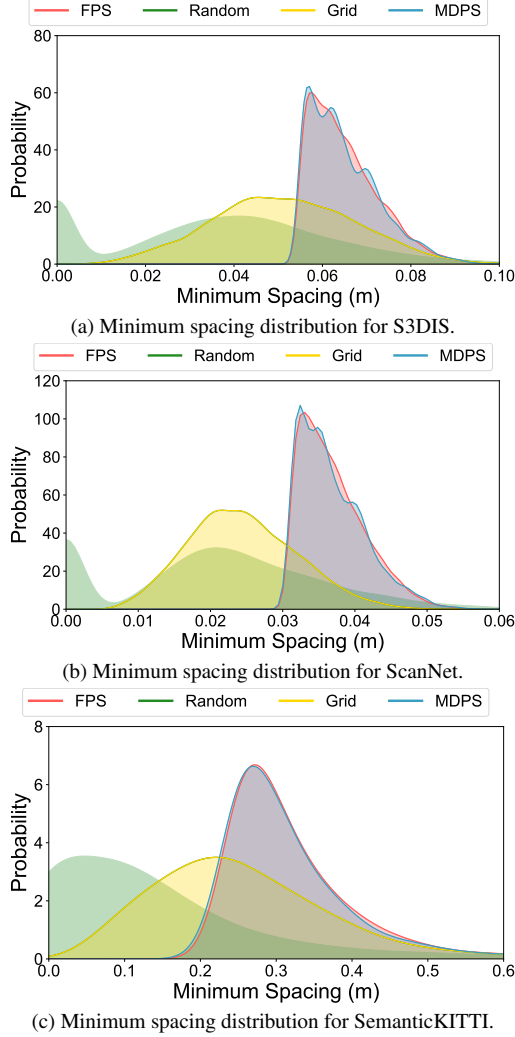 FPS Random Grid MDPS
80
60
40
20
0
Probability
0.00 0.02 0.04 0.06 0.08 0.10
Minimum Spacing (m)
(a) Minimum spacing distribution for S3DIS.
FPS Random Grid MDPS
120
100
80
60
40
20
0
Probability
0.00 0.01 0.02 0.03 0.04 0.05 0.06
Minimum Spacing (m)
(b) Minimum spacing distribution for ScanNet.
FPS Random Grid MDPS
8
6
4
2
0
Probability
0.0 0.1 0.2 0.3 0.4 0.5 0.6
Minimum Spacing (m)
(c) Minimum spacing distribution for SemanticKITTI.